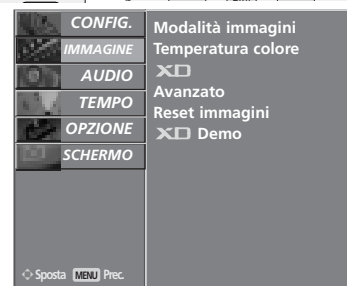 CONFIG.
IMMAGINE
AUDIO
TEMPO
OPZIONE
SCHERMO
Modalità immagini
Temperatura colore
XD
Avanzato
Reset immagini
XD Demo
Sposta MENU Prec.